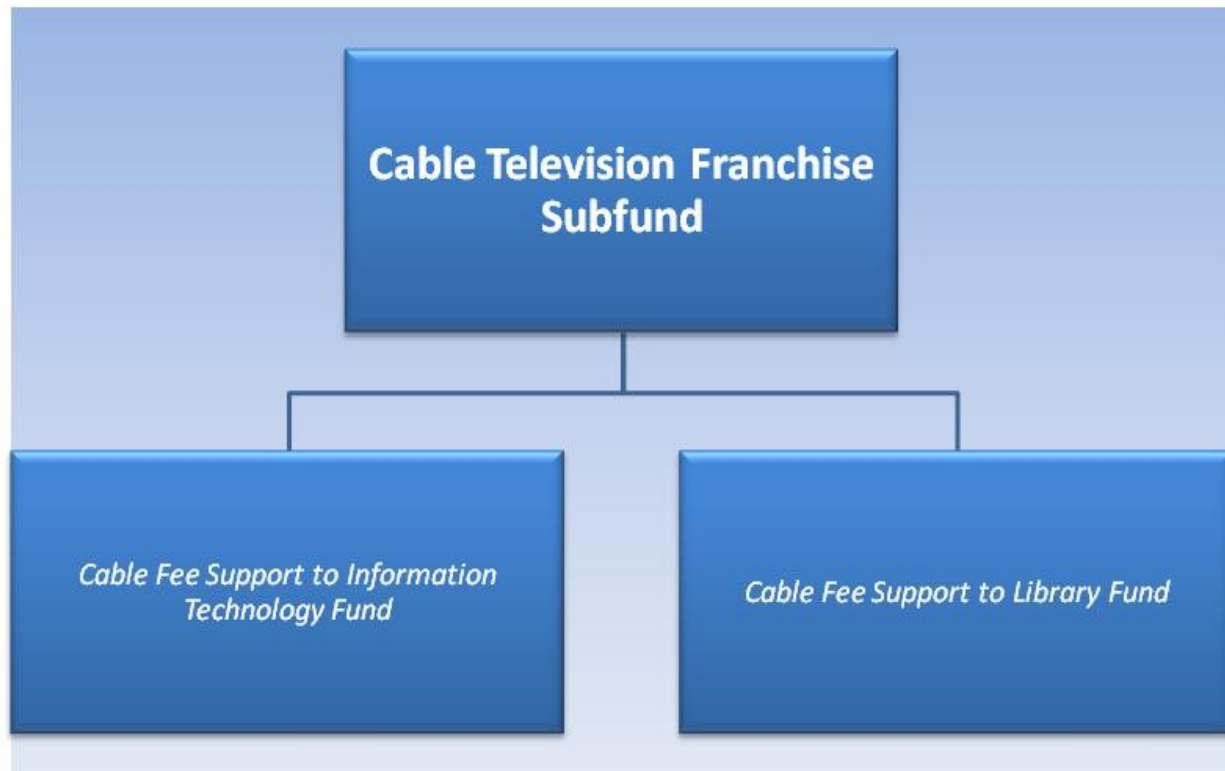 Cable Television Franchise
Subfund
Cable Fee Support to Information
Technology Fund
Cable Fee Support to Library Fund